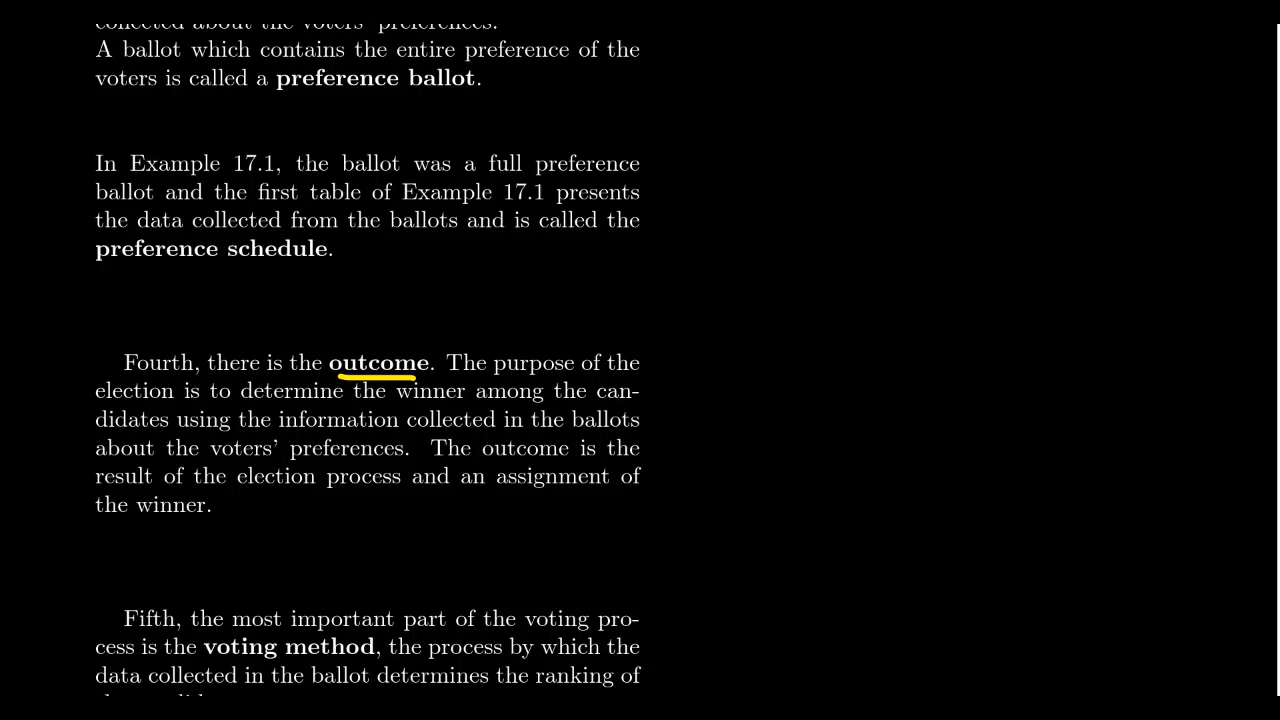 collected about the voters' preferences.
A ballot which contains the entire preference of the
voters is called a preference ballot.
In Example 17.1, the ballot was a full preference
ballot and the first table of Example 17.1 presents
the data collected from the ballots and is called the
preference schedule.
Fourth, there is the outcome. The purpose of the
election is to determine the winner among the can-
didates using the information collected in the ballots
about the voters' preferences. The outcome is the
result of the election process and an assignment of
the winner.
Fifth, the most important part of the voting pro-
cess is the voting method, the process by which the
data collected in the ballot determines the ranking of